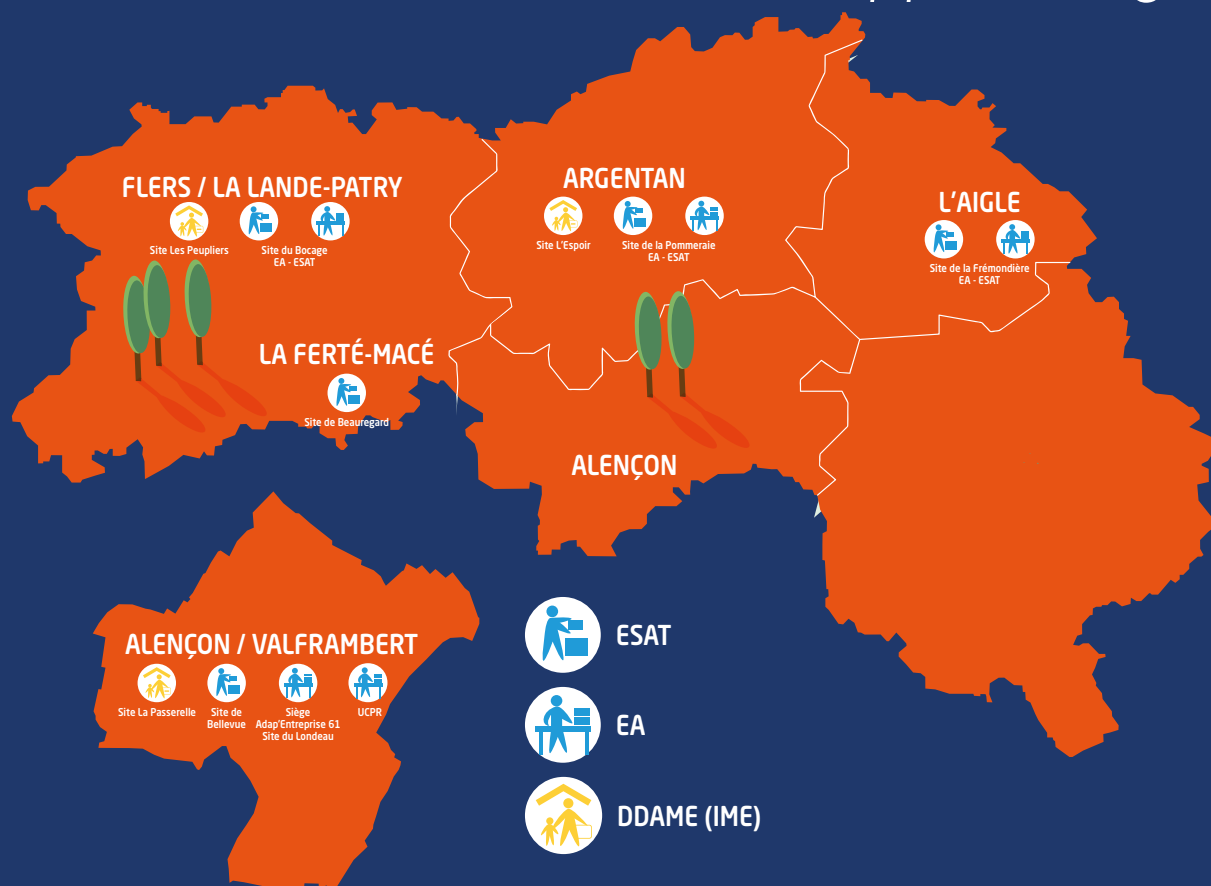 FLERS / LA LANDE-PATRY
Site Les Peupliers
Site du Bocage
EA - ESAT
ARGENTAN
Site L'Espoir
Site de la Pommeraie
EA - ESAT
L'AIGLE
Site de la Frémondière
EA - ESAT
LA FERTÉ-MACÉ
Site de Beauregard
ALENÇON
ALENÇON / VALFRAMBERT
Site La Passerelle
Site de
Bellevue
Siège
Adap'Entreprise 61
Site du Londeau
UCPR
ESAT
EA
DDAME (IME)